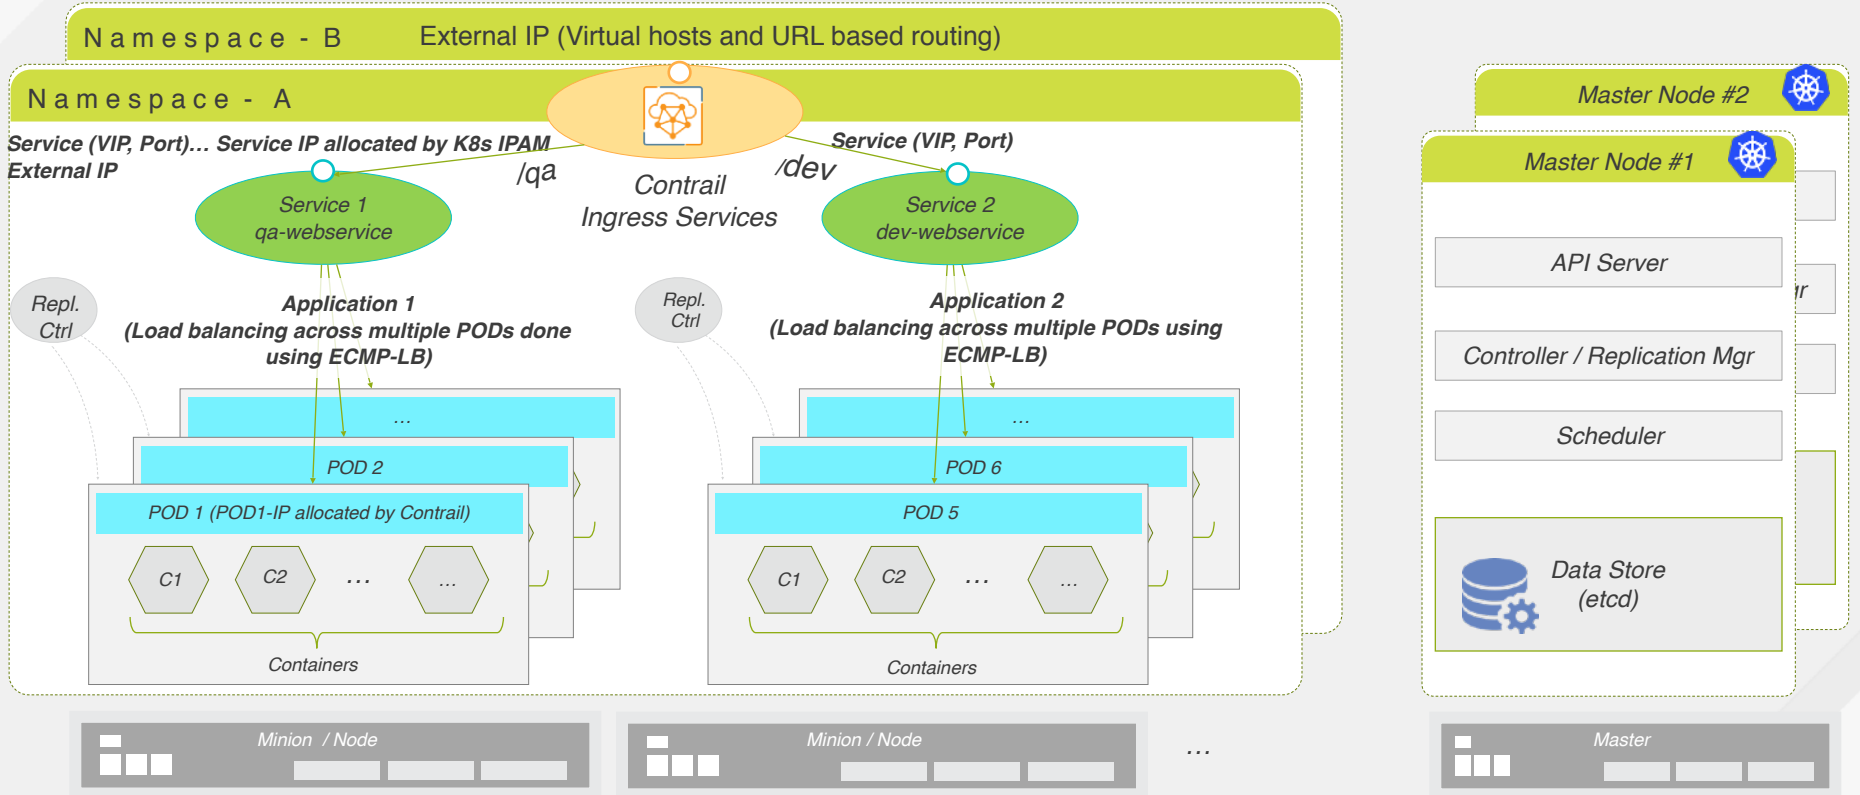 Namespace - B
External IP (Virtual hosts and URL based routing)
Namespace - A
Service (VIP, Port)... Service IP allocated by K8s IPAM
External IP
/qa
Contrail
Ingress Services
/dev
Service (VIP, Port)
Service 1
qa-webservice
Service 2
dev-webservice
Repl.
Ctrl
Application 1
(Load balancing across multiple PODs done
using ECMP-LB)
Repl.
Ctrl
Application 2
(Load balancing across multiple PODs using
ECMP-LB)
...
POD 2
POD 1 (POD1-IP allocated by Contrail)
C1
C2
...
...
Containers
...
POD 6
POD 5
C1
C2
...
...
Containers
Master Node #2
Master Node #1
API Server
Controller / Replication Mgr
Scheduler
Data Store
(etcd)
Minion / Node
Minion / Node
...
Master